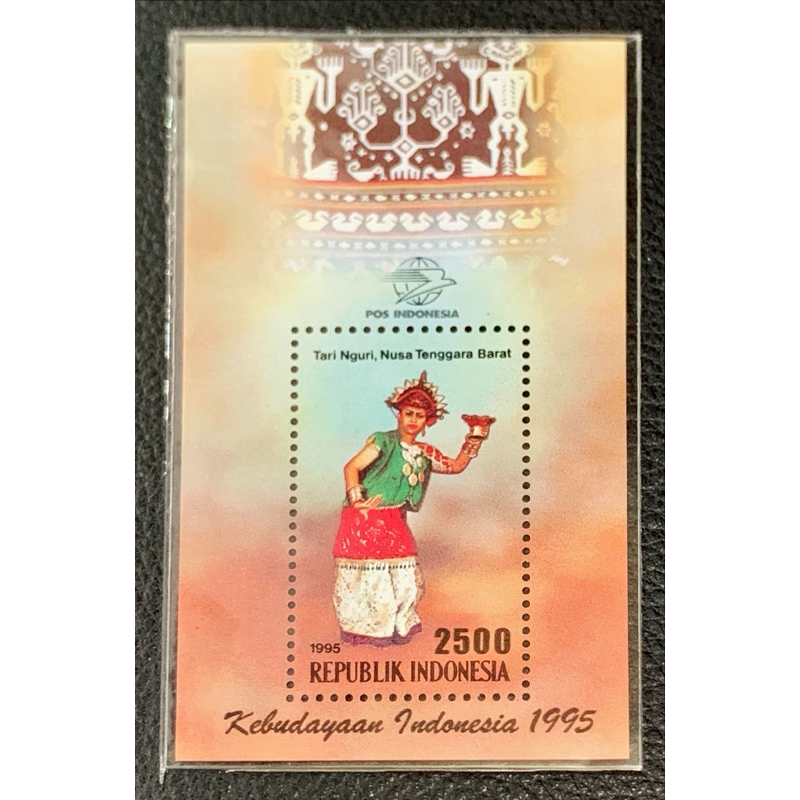 POS INDONESIA
Tari Nguri, Nusa Tenggara Barat
1995 2500
REPUBLIK INDONESIA
Kebudayaan Indonesia 1995